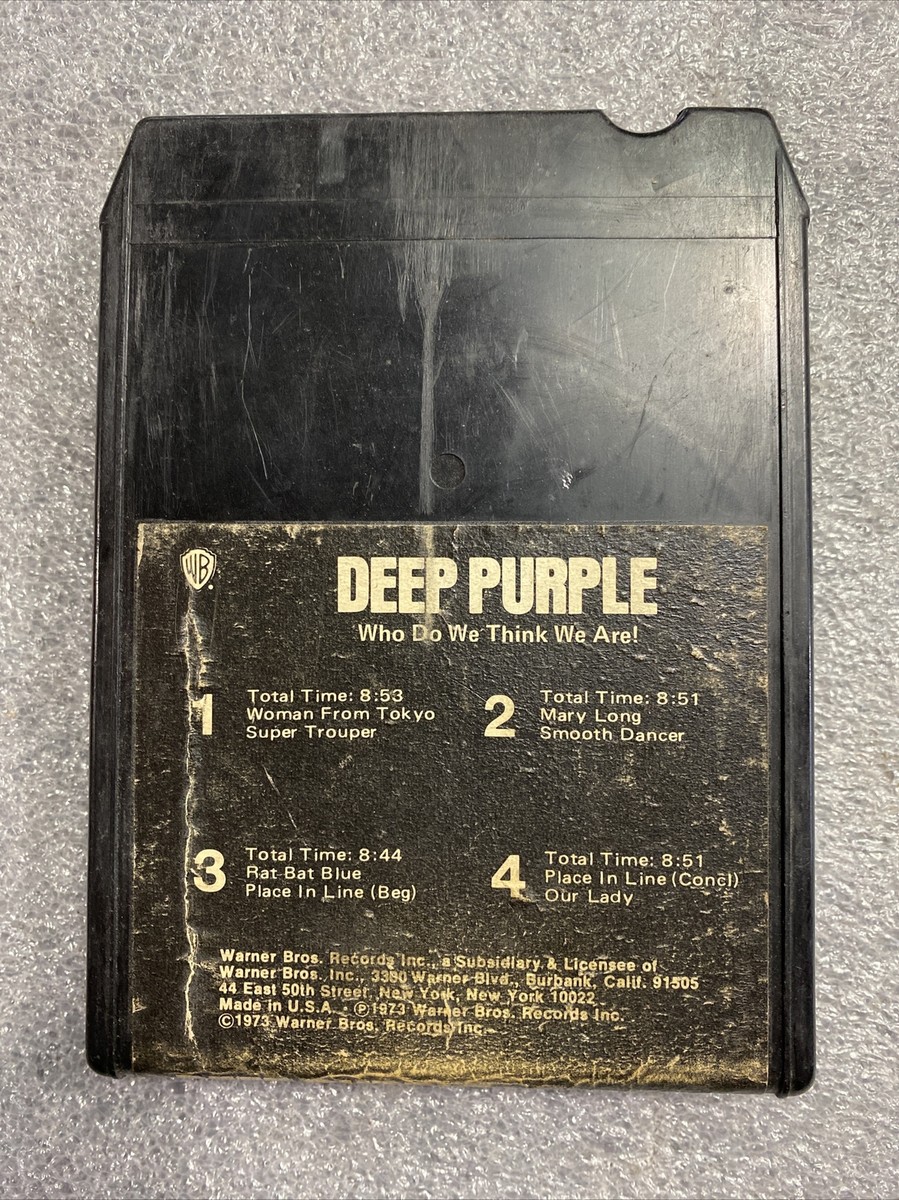 WB
DEEP PURPLE
Who Do We Think We Are!
1
Total Time: 8:53
Woman From Tokyo
Super Trouper
2
Total Time: 8:51
Mary Long
Smooth Dancer
3
Total Time: 8:44
Rat Bat Blue
Place In Line (Beg)
4
Total Time: 8:51
Place In Line (Concl)
Our Lady
Warner Bros. Records Inc., a Subsidiary & Licensee of
Warner Bros. Inc., 3300 Warner Blvd., Burbank, Calif. 91505
44 East 50th Street, New York, New York 10022
Made in U.S.A. · ℗1973 Warner Bros. Records Inc.
©1973 Warner Bros. Records Inc.